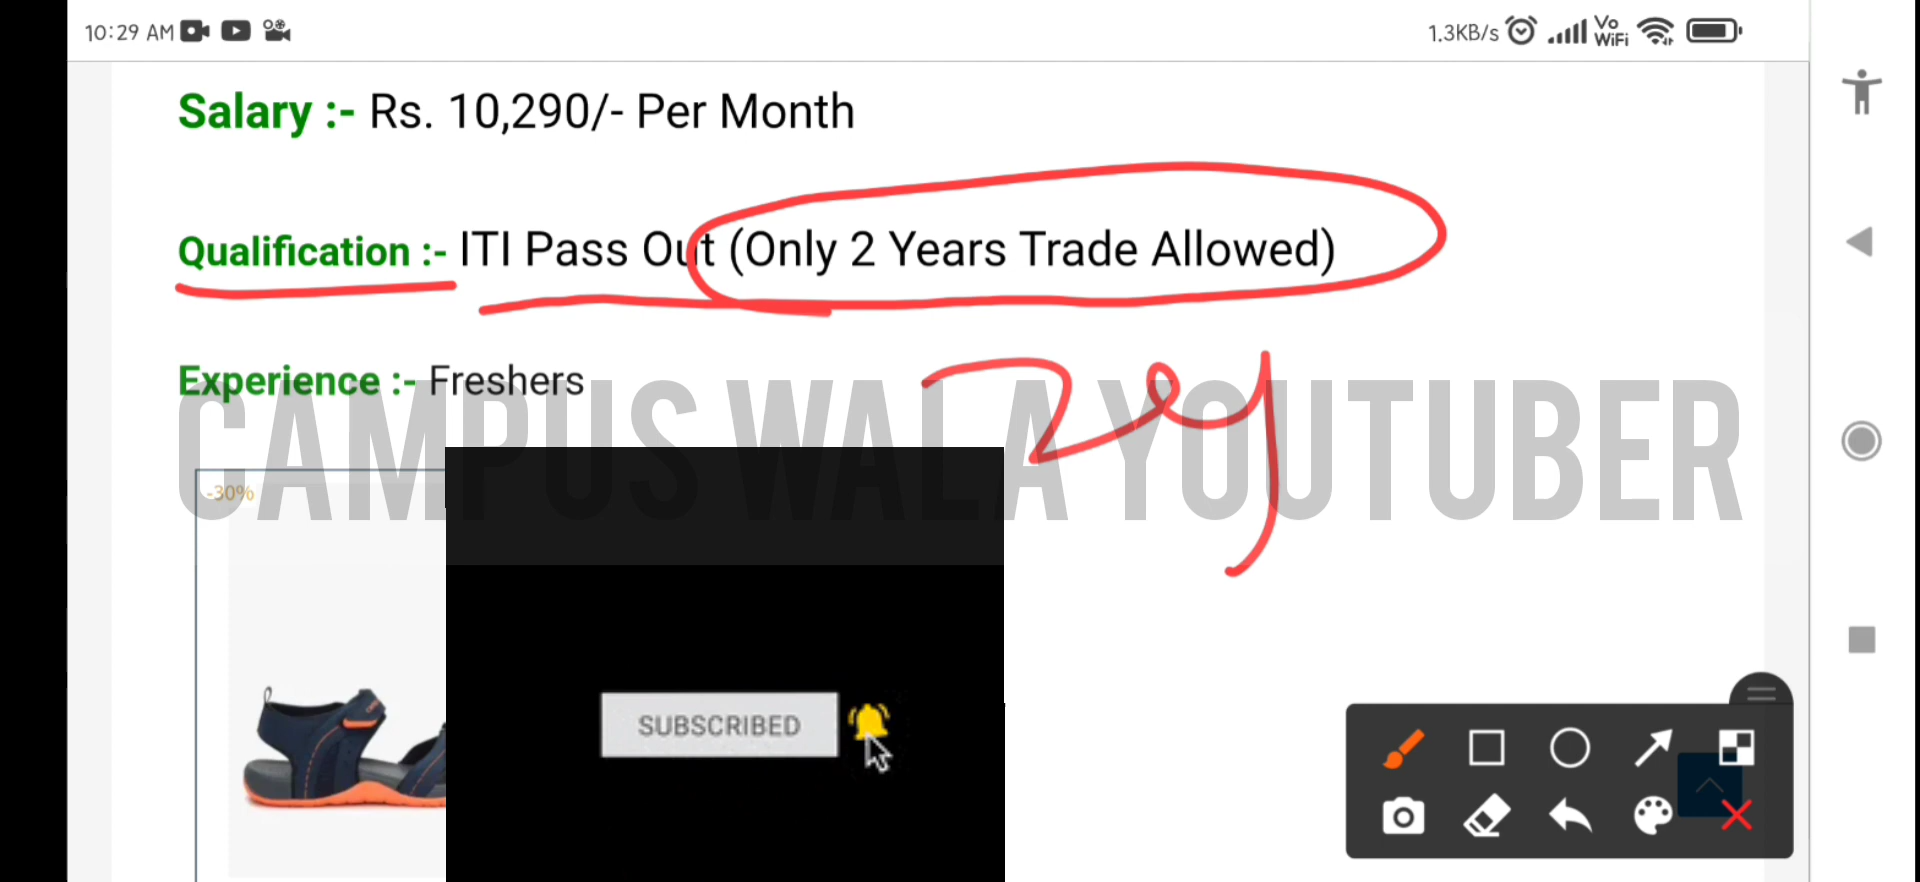 10:29 AM
1.3KB/s
Vo
WiFi
Salary :- Rs. 10,290/- Per Month
Qualification :- ITI Pass Out (Only 2 Years Trade Allowed)
Experience :- Freshers
2y
CAMPUS WALA YOUTUBER
-30%
SUBSCRIBED